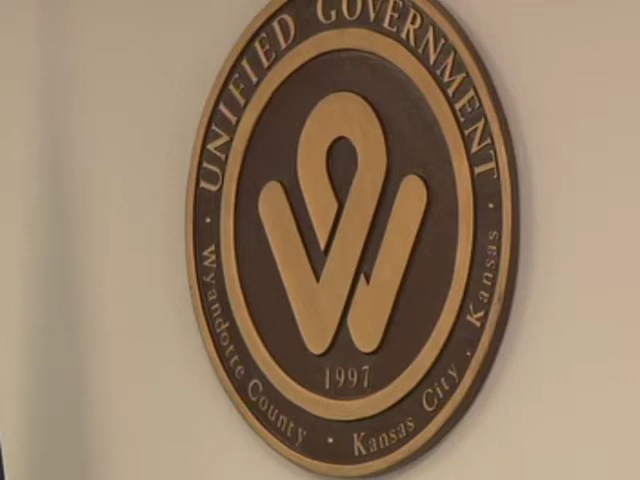 UNIFIED GOVERNMENT
1997
Wyandotte County · Kansas City · Kansas